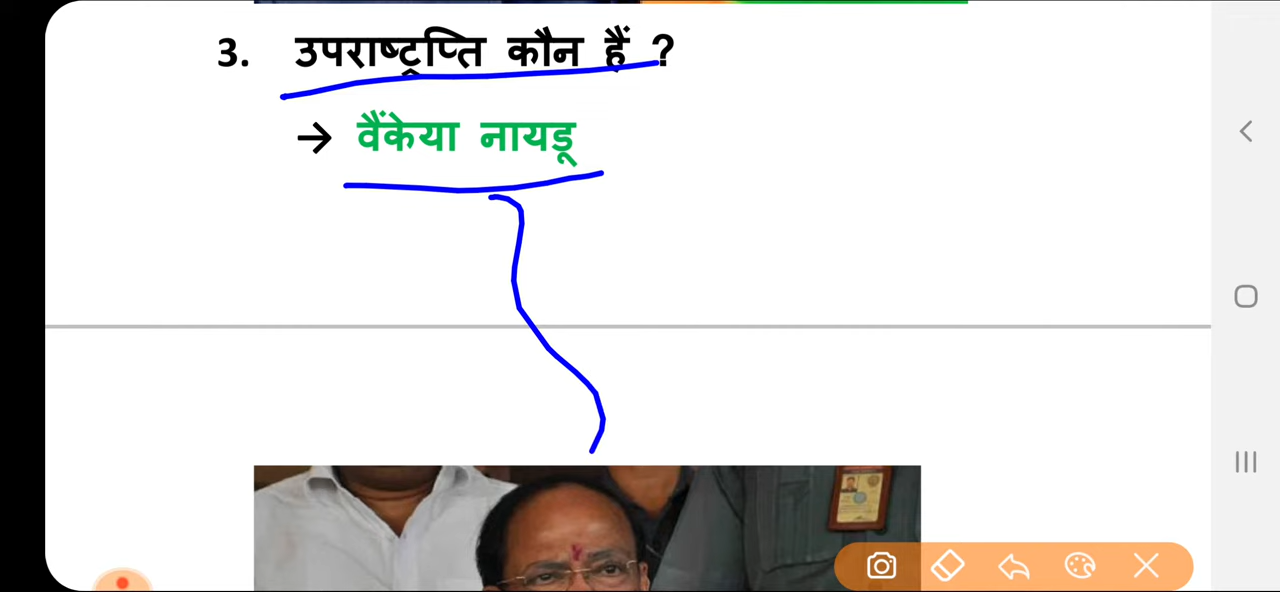 3. उपराष्ट्रप्ति कौन हैं ?
→ वैंकेया नायडू